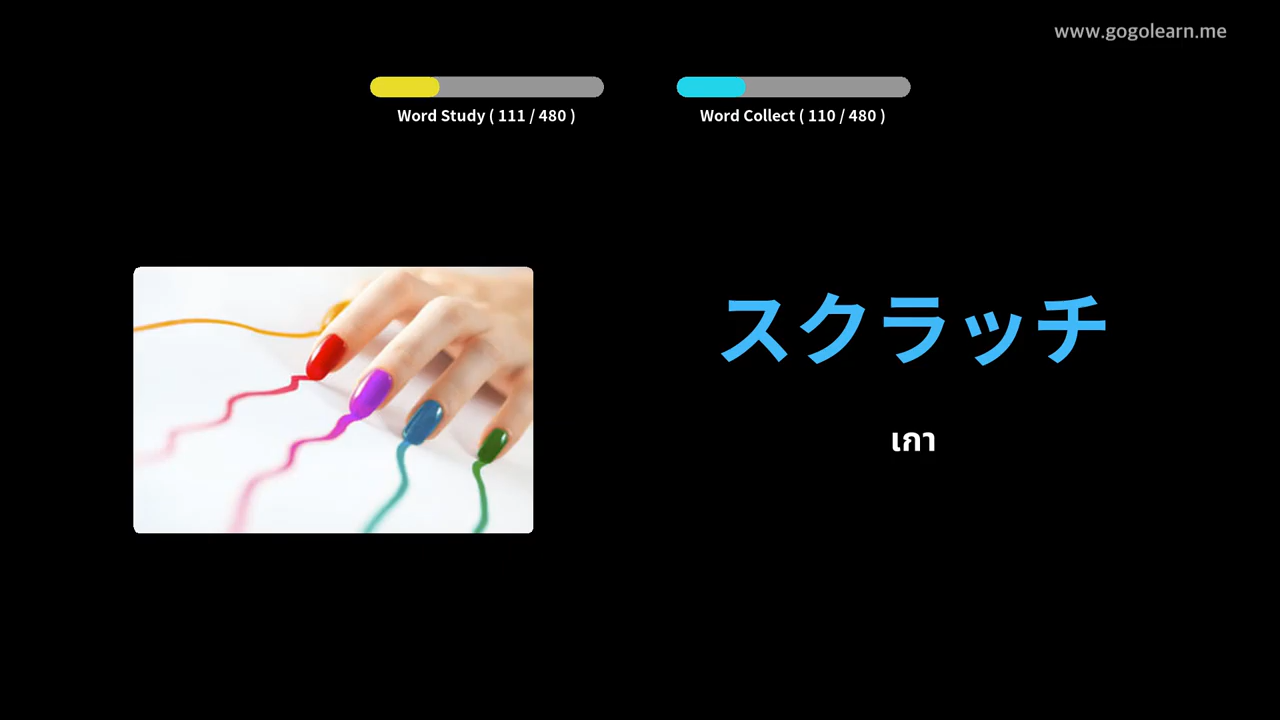 www.gogolearn.me
Word Study ( 111 / 480 )
Word Collect ( 110 / 480 )
スクラッチ
เกา